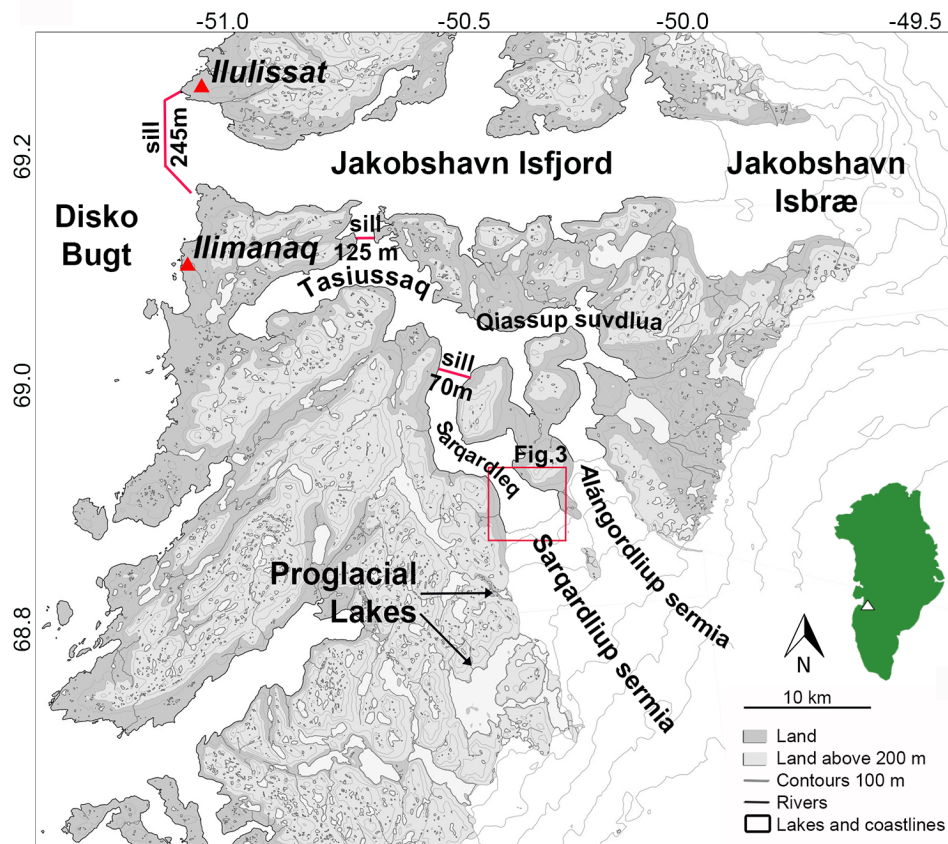 -51.0
-50.5
-50.0
-49.5
69.2
69.0
68.8
Ilulissat
sill
245m
Jakobshavn Isfjord
Jakobshavn
Isbræ
Disko
Bugt
Ilimanaq
sill
125 m
Tasiussaq
Qiassup suvdlua
sill
70m
Sarqardleq
Fig.3
Alángordliup sermia
Sarqardliup sermia
Proglacial
Lakes
N
10 km
Land
Land above 200 m
Contours 100 m
Rivers
Lakes and coastlines